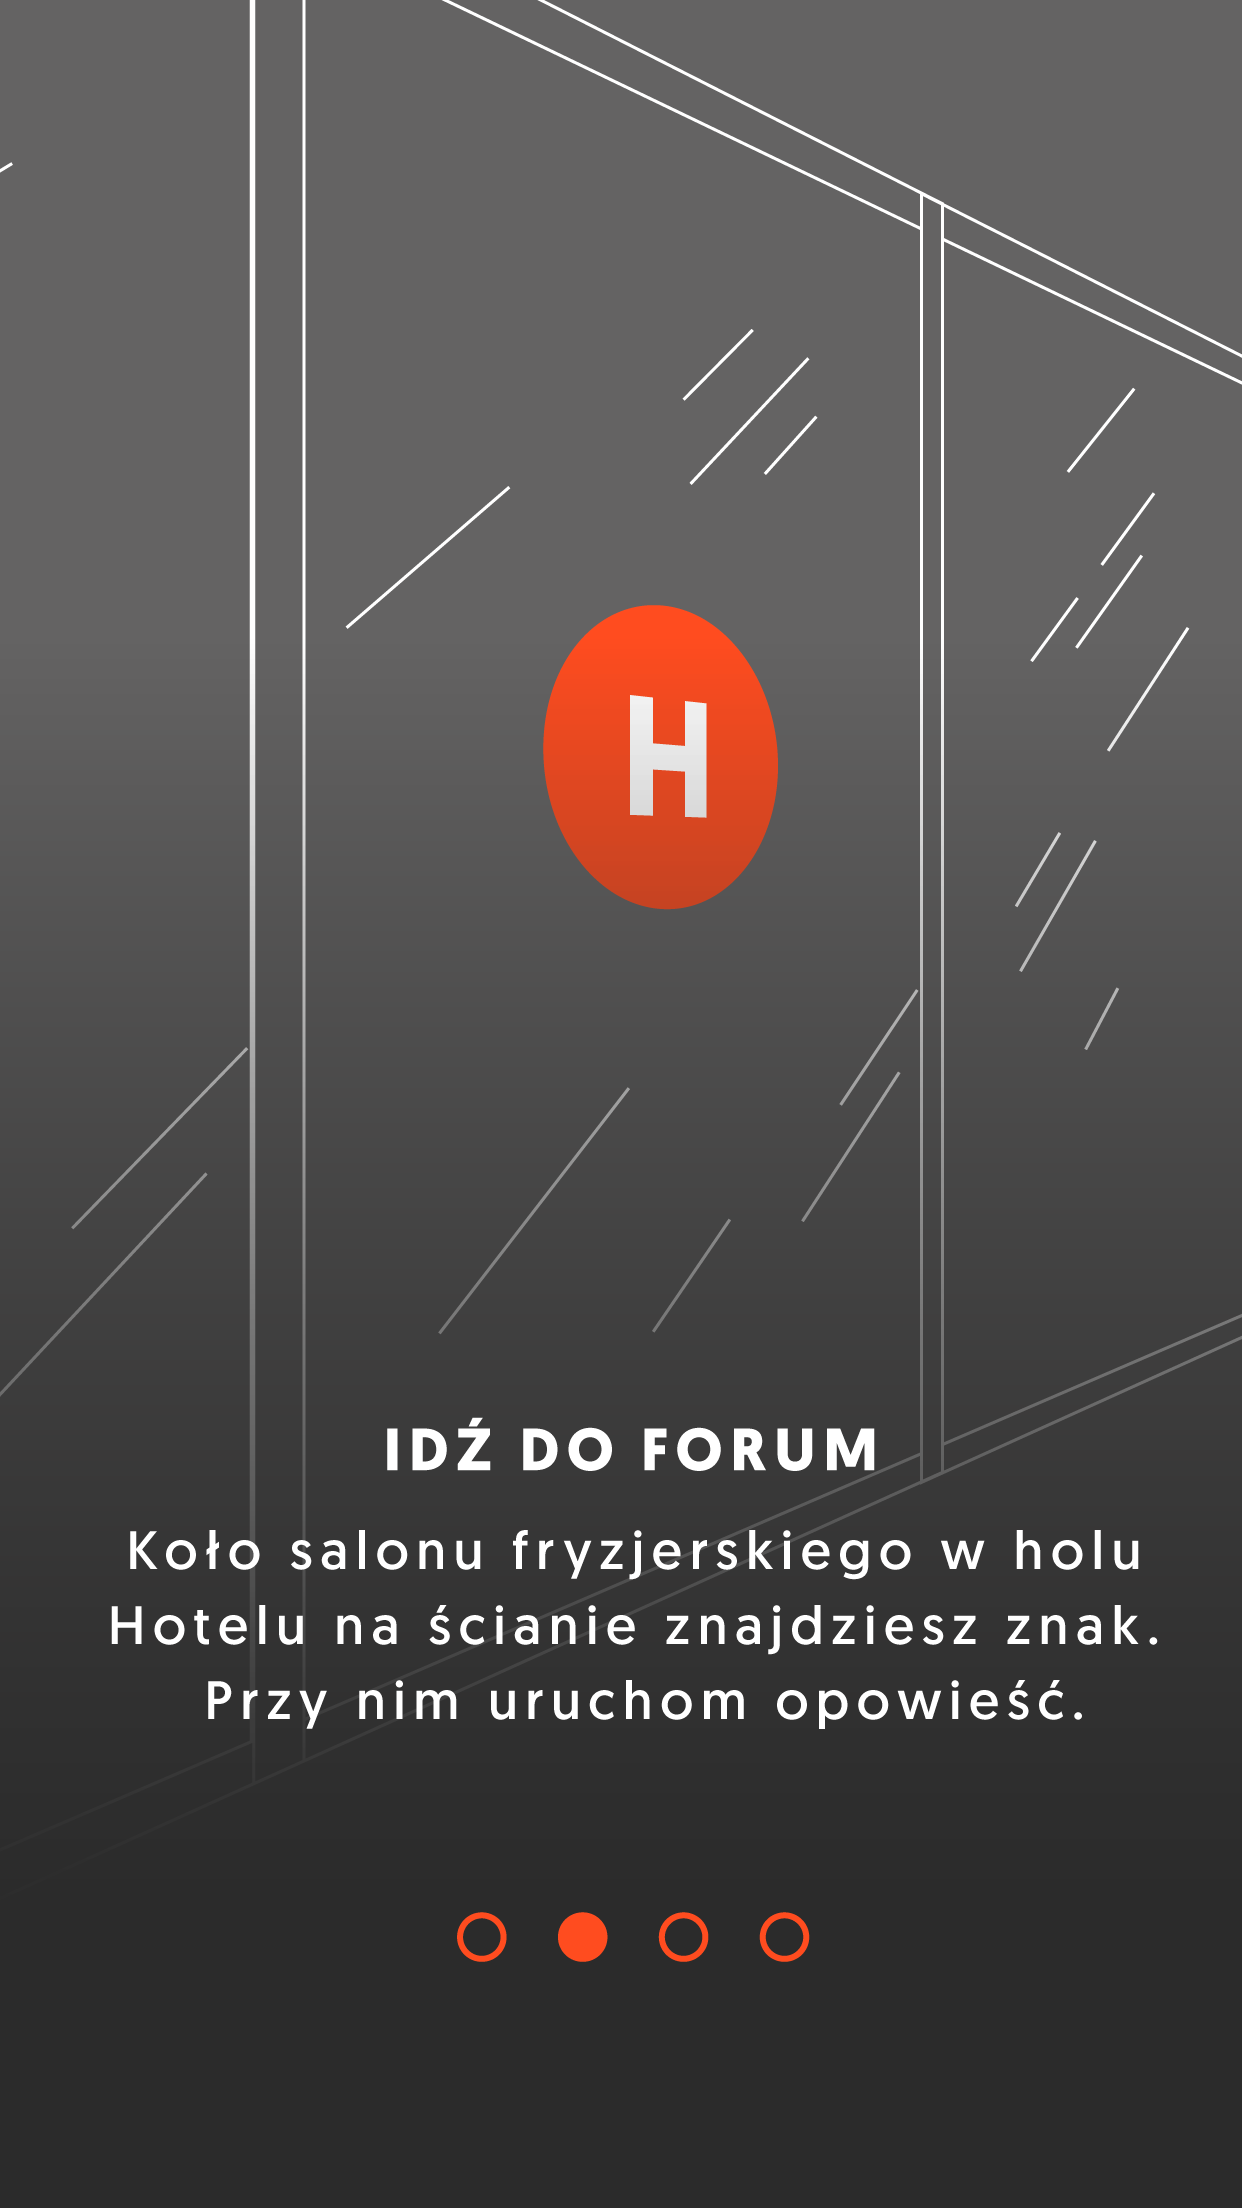 H
IDŹ DO FORUM
Koło salonu fryzjerskiego w holu
Hotelu na ścianie znajdziesz znak.
Przy nim uruchom opowieść.